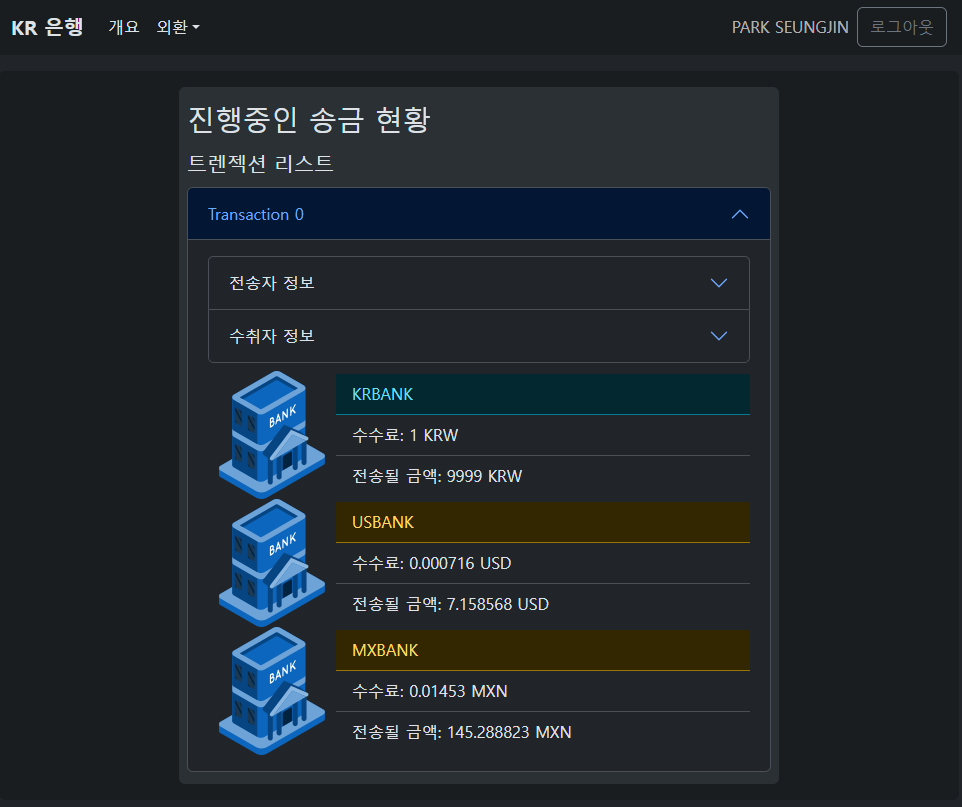 KR 은행 개요 외환 PARK SEUNGJIN 로그아웃
진행중인 송금 현황
트렌젝션 리스트
Transaction 0
전송자 정보
수취자 정보
BANK
KRBANK
수수료: 1 KRW
전송될 금액: 9999 KRW
BANK
USBANK
수수료: 0.000716 USD
전송될 금액: 7.158568 USD
BANK
MXBANK
수수료: 0.01453 MXN
전송될 금액: 145.288823 MXN